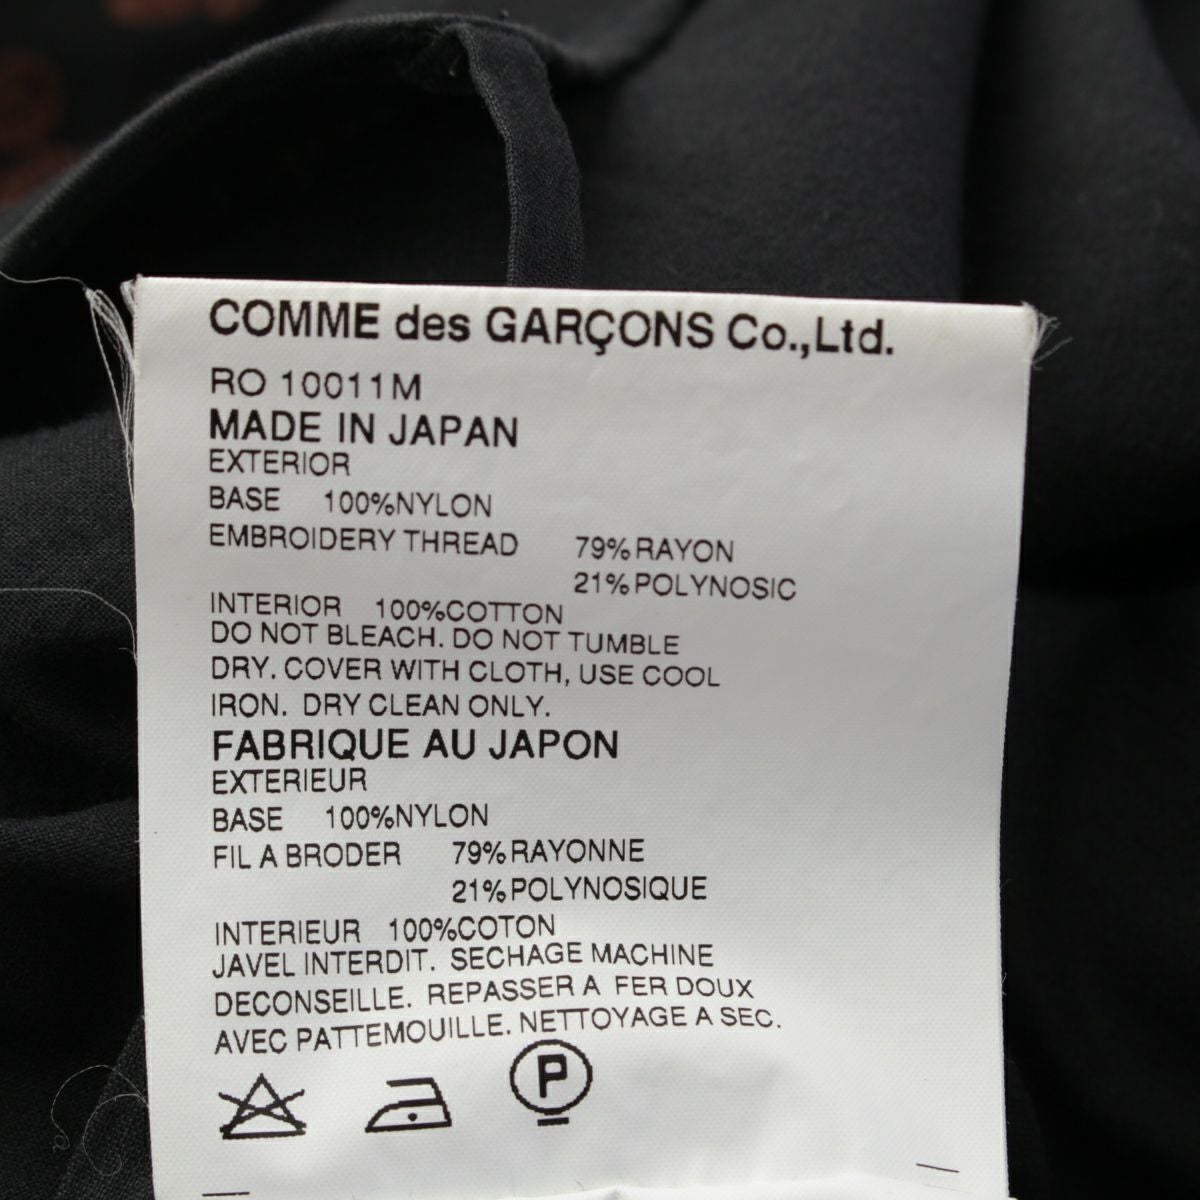 COMME des GARÇONS Co.,Ltd.
RO 10011M
MADE IN JAPAN
EXTERIOR
BASE 100%NYLON
EMBROIDERY THREAD 79%RAYON
21%POLYNOSIC
INTERIOR 100%COTTON
DO NOT BLEACH. DO NOT TUMBLE
DRY. COVER WITH CLOTH, USE COOL
IRON. DRY CLEAN ONLY.
FABRIQUE AU JAPON
EXTERIEUR
BASE 100%NYLON
FIL A BRODER 79%RAYONNE
21%POLYNOSIQUE
INTERIEUR 100%COTON
JAVEL INTERDIT. SECHAGE MACHINE
DECONSEILLE. REPASSER A FER DOUX
AVEC PATTEMOUILLE. NETTOYAGE A SEC.
P